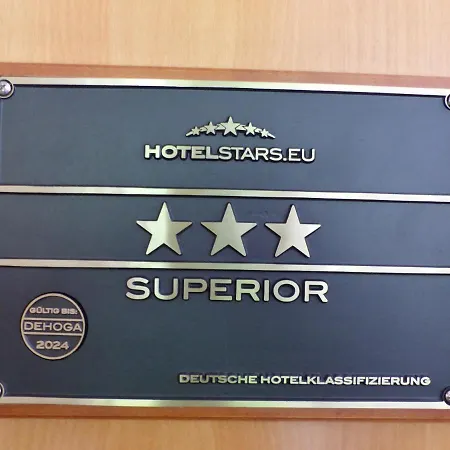 HOTELSTARS.EU
SUPERIOR
GÜLTIG BIS:
DEHOGA
2024
DEUTSCHE HOTELKLASSIFIZIERUNG